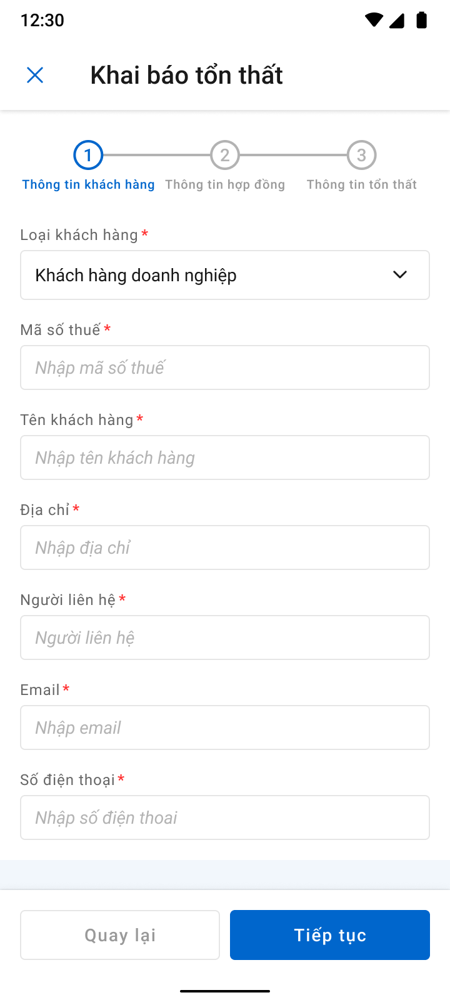 12:30
Khai báo tổn thất
1
2
3
Thông tin khách hàng
Thông tin hợp đồng
Thông tin tổn thất
Loại khách hàng *
Khách hàng doanh nghiệp
Mã số thuế *
Nhập mã số thuế
Tên khách hàng *
Nhập tên khách hàng
Địa chỉ *
Nhập địa chỉ
Người liên hệ *
Người liên hệ
Email *
Nhập email
Số điện thoại *
Nhập số điện thoai
Quay lại
Tiếp tục